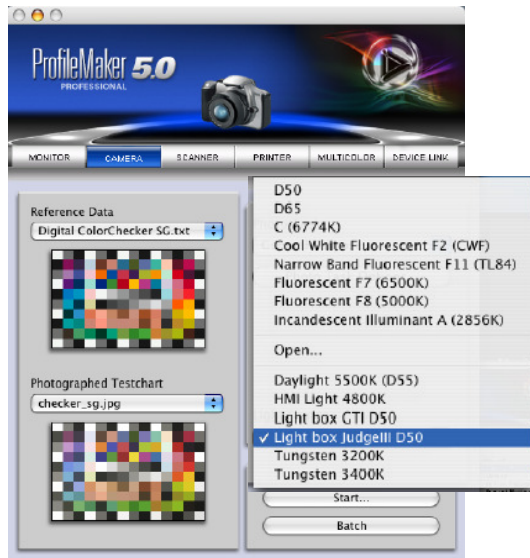 ProfileMaker 5.0
PROFESSIONAL
MONITOR
CAMERA
SCANNER
PRINTER
MULTICOLOR
DEVICE LINK
Reference Data
Digital ColorChecker SG.txt
Photographed Testchart
checker_sg.jpg
D50
D65
C (6774K)
Cool White Fluorescent F2 (CWF)
Narrow Band Fluorescent F11 (TL84)
Fluorescent F7 (6500K)
Fluorescent F8 (5000K)
Incandescent Illuminant A (2856K)
Open...
Daylight 5500K (D55)
HMI Light 4800K
Light box GTI D50
✓ Light box JudgeIII D50
Tungsten 3200K
Tungsten 3400K
Start...
Batch